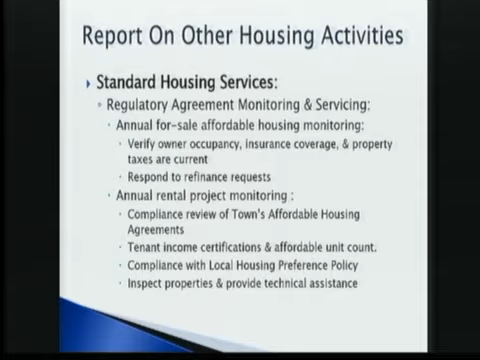 Report On Other Housing Activities
Standard Housing Services:
Regulatory Agreement Monitoring & Servicing:
Annual for-sale affordable housing monitoring:
Verify owner occupancy, insurance coverage, & property
taxes are current
Respond to refinance requests
Annual rental project monitoring :
Compliance review of Town's Affordable Housing
Agreements
Tenant income certifications & affordable unit count.
Compliance with Local Housing Preference Policy
Inspect properties & provide technical assistance